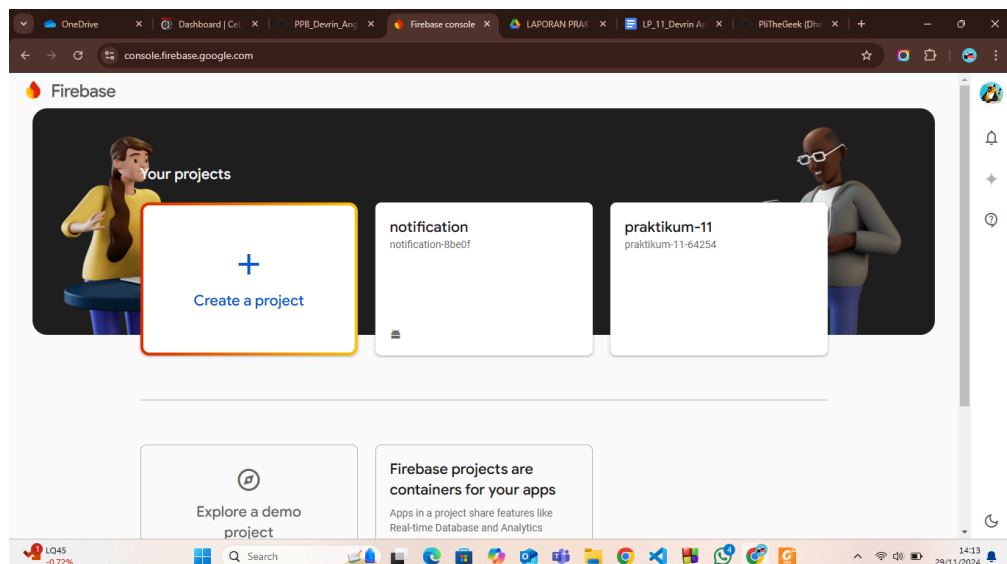 OneDrive
Dashboard | CeL
PPB_Devrin_Ang
Firebase console
LAPORAN PRAK
LP_11_Devrin An
PliTheGeek (Dha
console.firebase.google.com
Firebase
Your projects
Create a project
notification
notification-8be0f
praktikum-11
praktikum-11-64254
Explore a demo
project
Firebase projects are
containers for your apps
Apps in a project share features like
Real-time Database and Analytics
1
LQ45
-0.72%
Search
9
14:13
29/11/2024